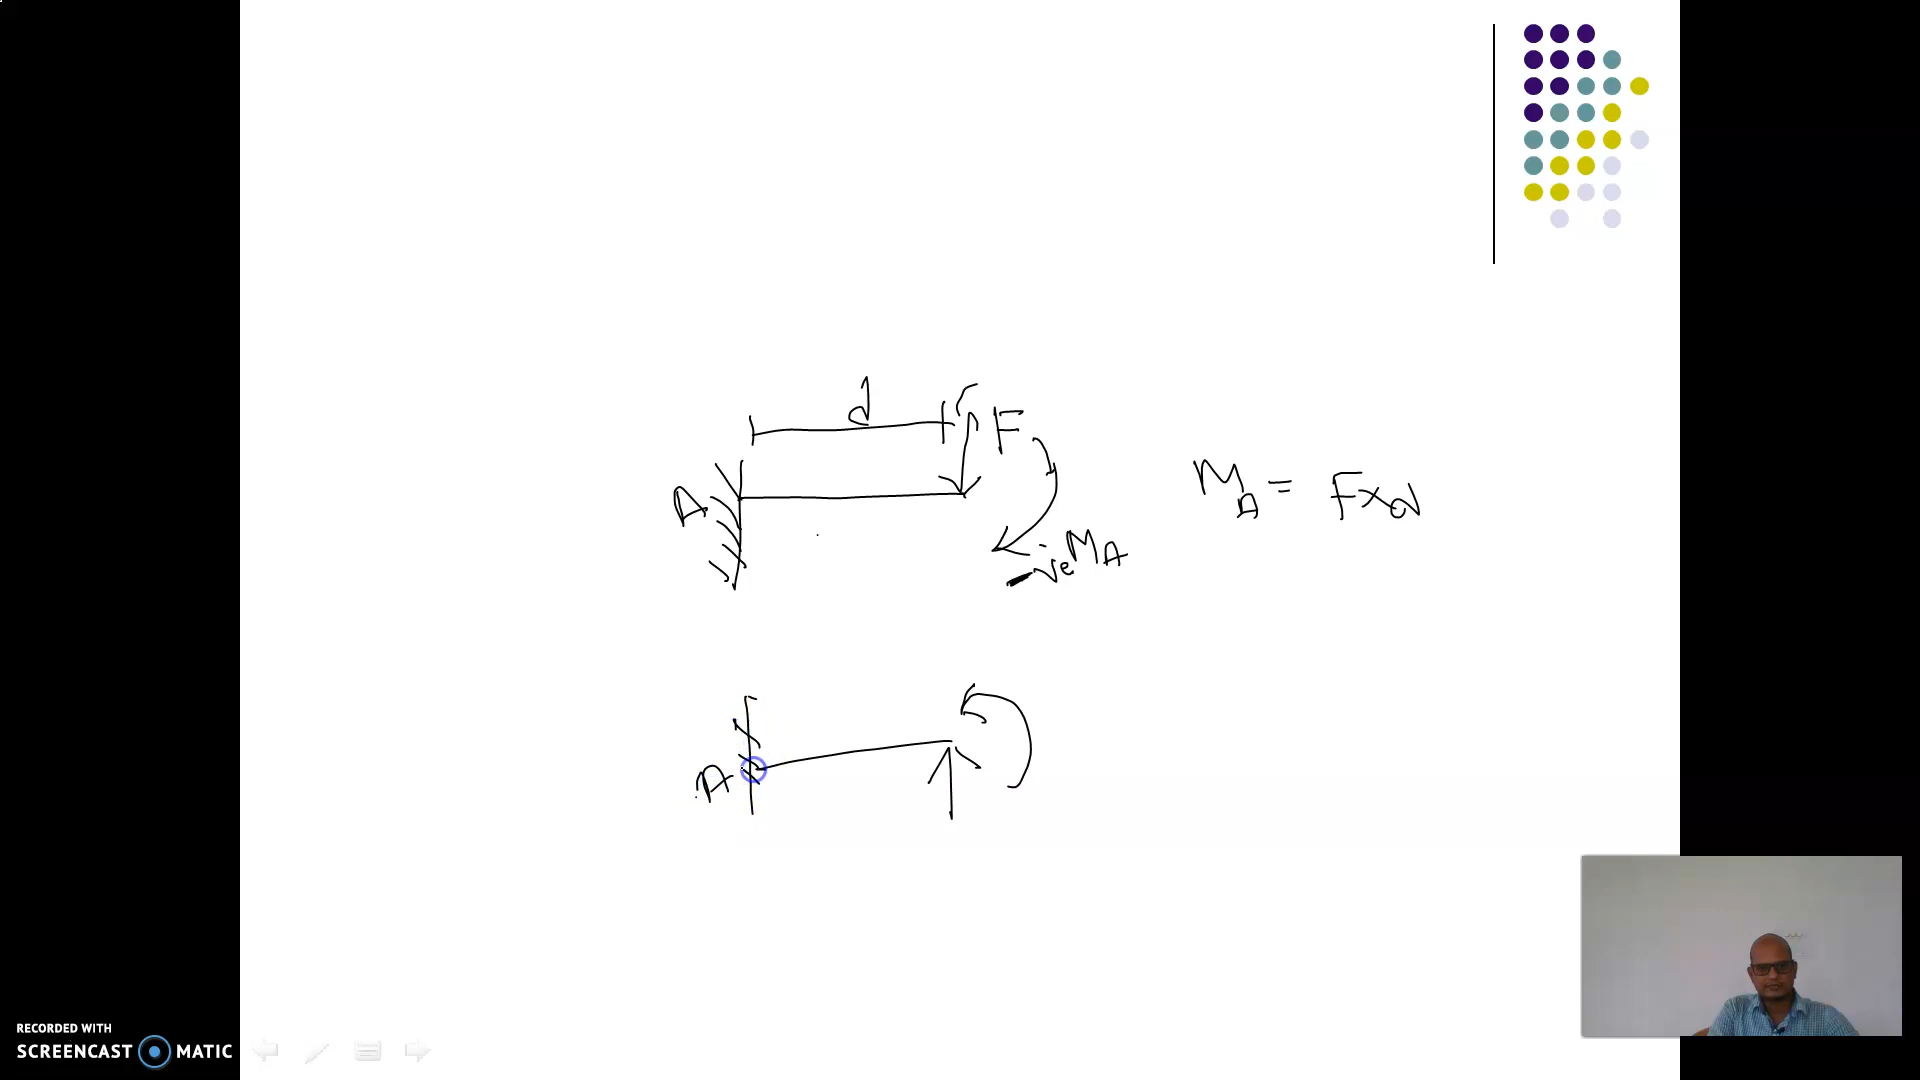 d
F
A
M_A = F x d
-ve M_A
A
RECORDED WITH
SCREENCAST MATIC